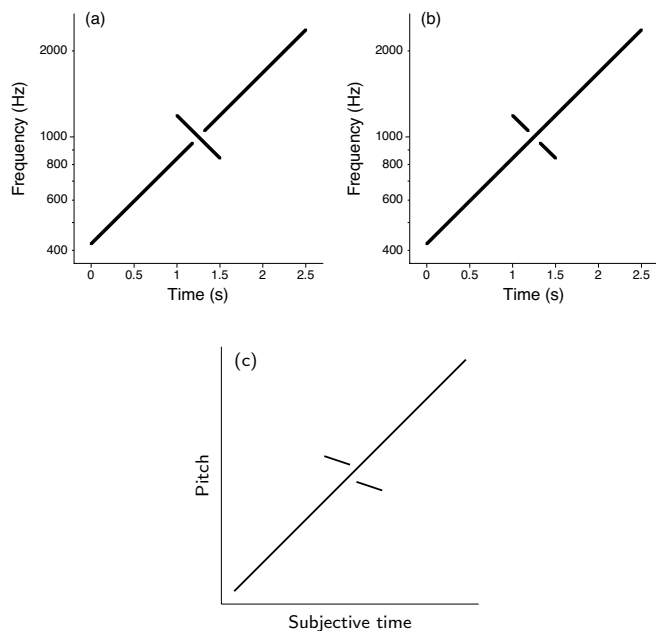 (a)
Frequency (Hz)
2000
1000
800
600
400
0 0.5 1 1.5 2 2.5
Time (s)
(b)
Frequency (Hz)
2000
1000
800
600
400
0 0.5 1 1.5 2 2.5
Time (s)
(c)
Pitch
Subjective time